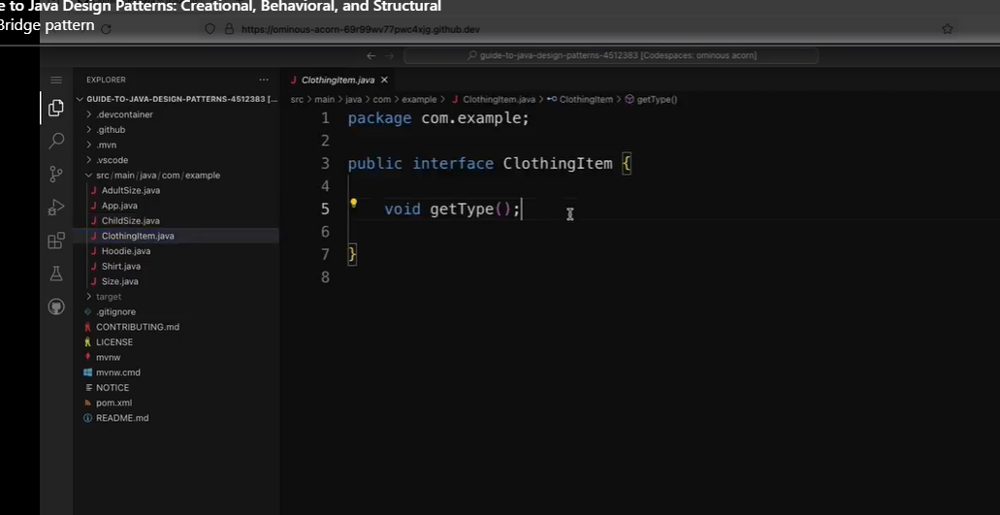 e to Java Design Patterns: Creational, Behavioral, and Structural
Bridge pattern
https://ominous-acorn-69r99wv77pwc4xjg.github.dev
guide-to-java-design-patterns-4512383 [Codespaces: ominous acorn]
EXPLORER
GUIDE-TO-JAVA-DESIGN-PATTERNS-4512383 [...
.devcontainer
.github
.mvn
.vscode
src/main/java/com/example
AdultSize.java
App.java
ChildSize.java
ClothingItem.java
Hoodie.java
Shirt.java
Size.java
target
.gitignore
CONTRIBUTING.md
LICENSE
mvnw
mvnw.cmd
NOTICE
pom.xml
README.md
ClothingItem.java
src > main > java > com > example > ClothingItem.java > ClothingItem > getType()
1 package com.example;
2
3 public interface ClothingItem {
4
5 void getType();
6
7 }
8